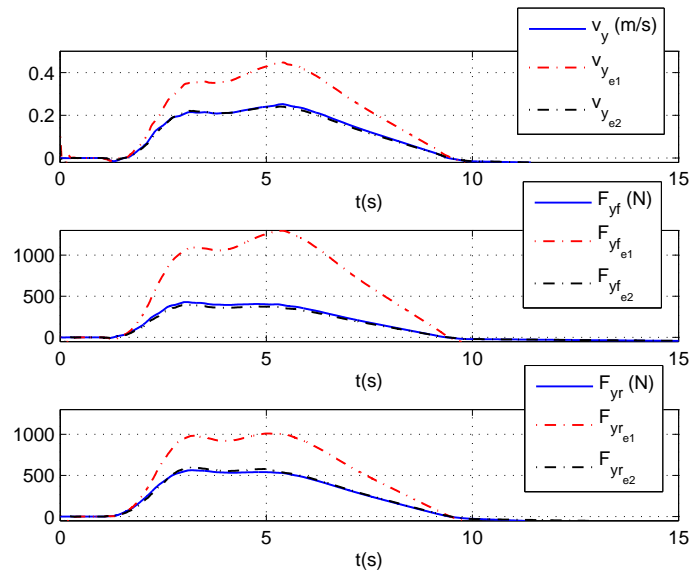 v_y (m/s)
v_{y_{e1}}
v_{y_{e2}}
0.4
0.2
0
0 5 10 15
t(s)
F_{yf} (N)
F_{yf_{e1}}
F_{yf_{e2}}
1000
500
0
0 5 10 15
t(s)
F_{yr} (N)
F_{yr_{e1}}
F_{yr_{e2}}
1000
500
0
0 5 10 15
t(s)